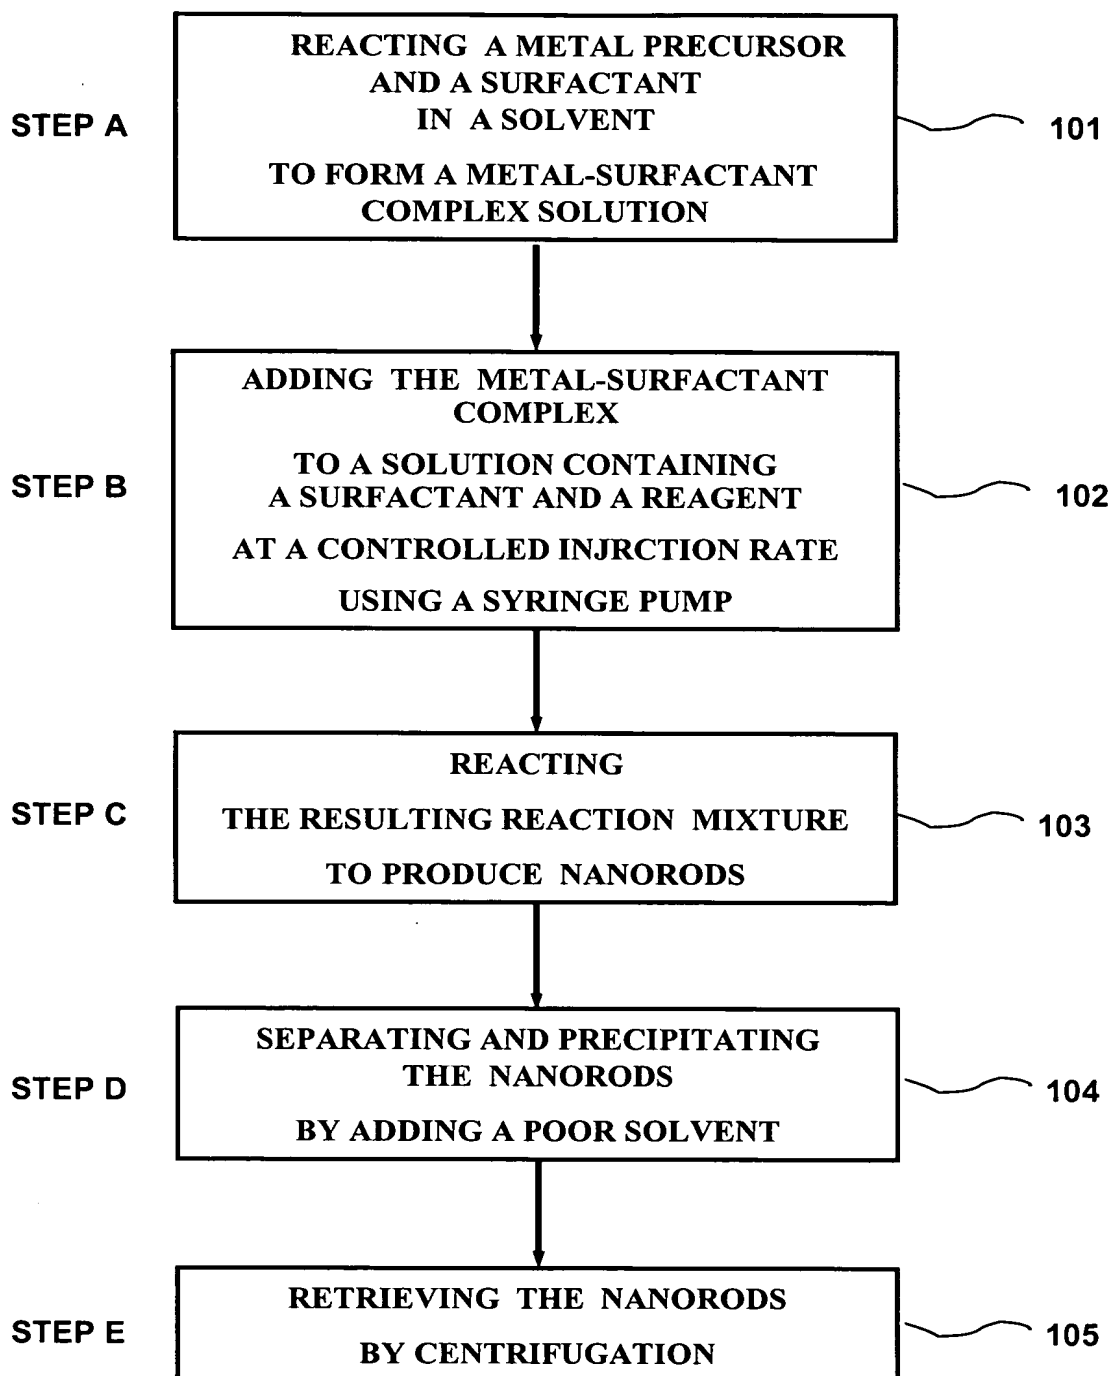 STEP A
REACTING A METAL PRECURSOR
AND A SURFACTANT
IN A SOLVENT
TO FORM A METAL-SURFACTANT
COMPLEX SOLUTION
101
STEP B
ADDING THE METAL-SURFACTANT
COMPLEX
TO A SOLUTION CONTAINING
A SURFACTANT AND A REAGENT
AT A CONTROLLED INJRCTION RATE
USING A SYRINGE PUMP
102
STEP C
REACTING
THE RESULTING REACTION MIXTURE
TO PRODUCE NANORODS
103
STEP D
SEPARATING AND PRECIPITATING
THE NANORODS
BY ADDING A POOR SOLVENT
104
STEP E
RETRIEVING THE NANORODS
BY CENTRIFUGATION
105